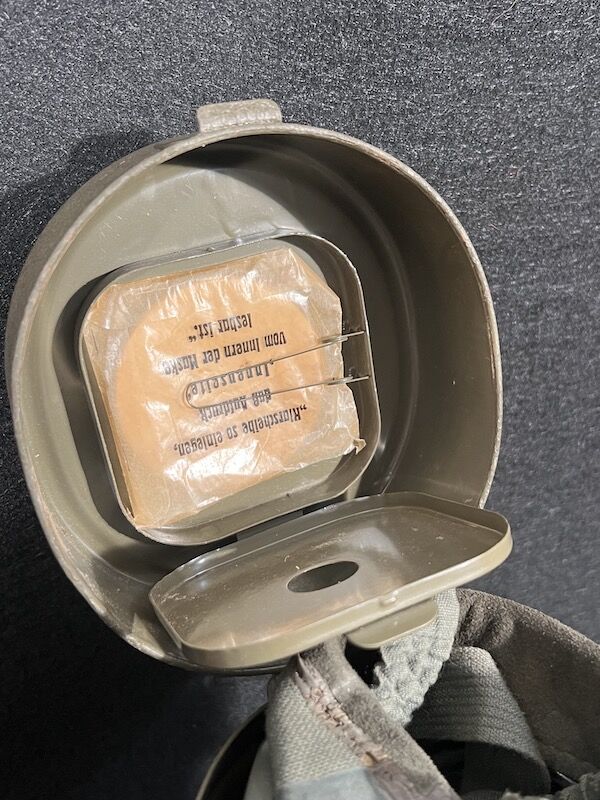 „Klarscheibe so einlegen,
daß Aufdruck
‚Innenseite‘
vom Innern der Maske
lesbar ist.“